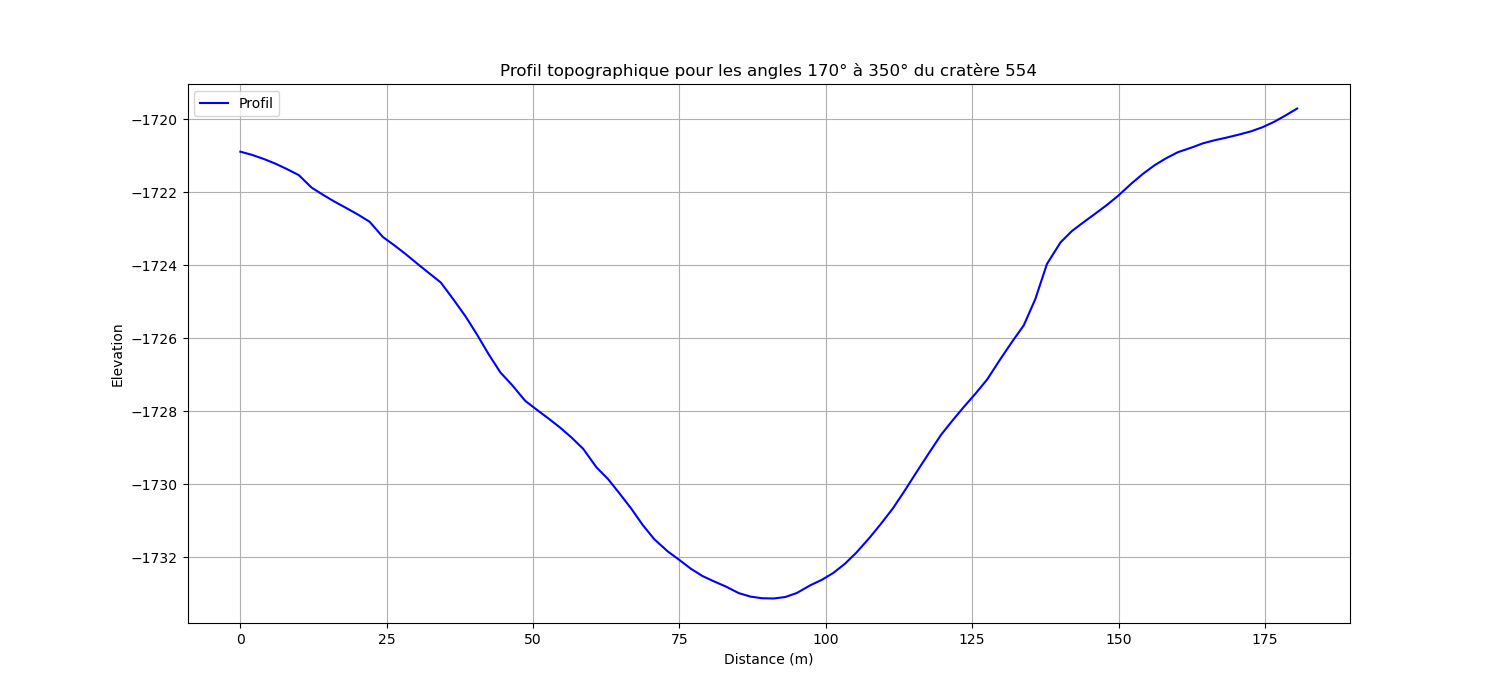 Profil topographique pour les angles 170° à 350° du cratère 554
Profil
−1720
−1722
−1724
−1726
−1728
−1730
−1732
Elevation
0 25 50 75 100 125 150 175
Distance (m)